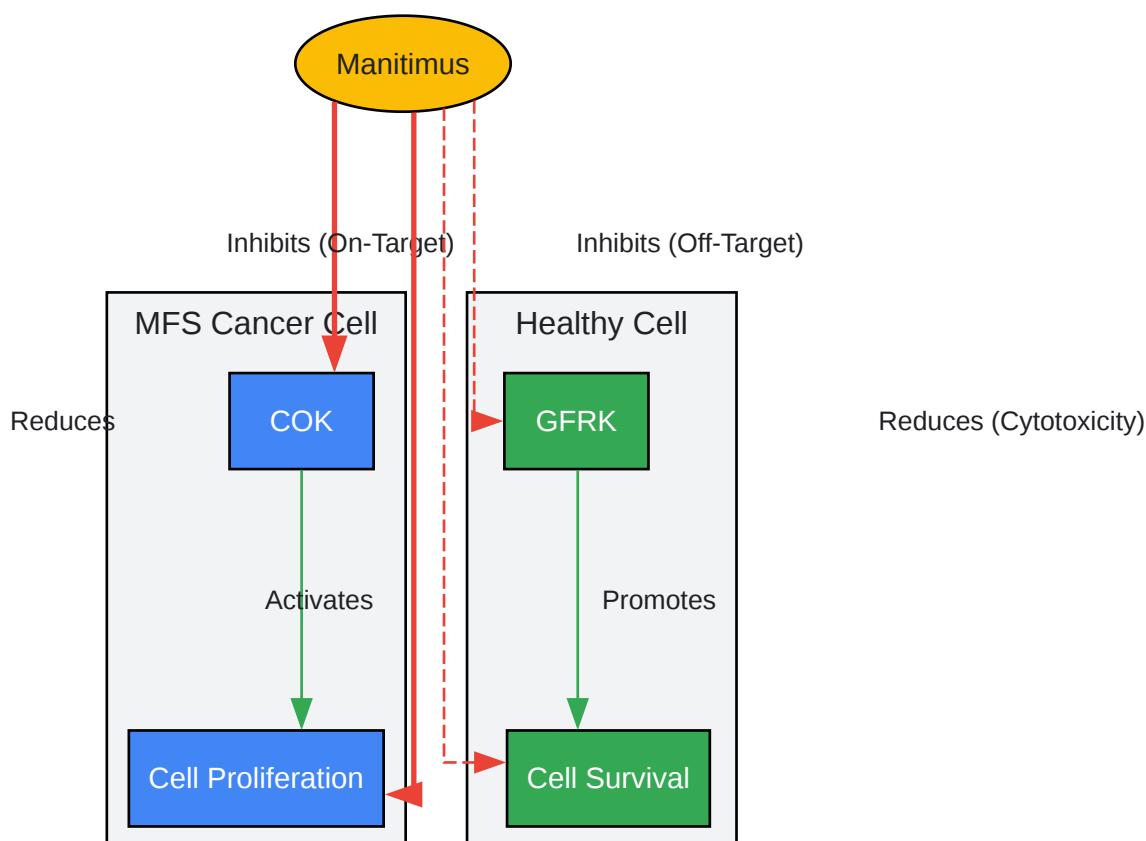 Manitimus
Inhibits (On-Target)
Inhibits (Off-Target)
MFS Cancer Cell
Healthy Cell
Reduces
COK
GFRK
Reduces (Cytotoxicity)
Activates
Promotes
Cell Proliferation
Cell Survival